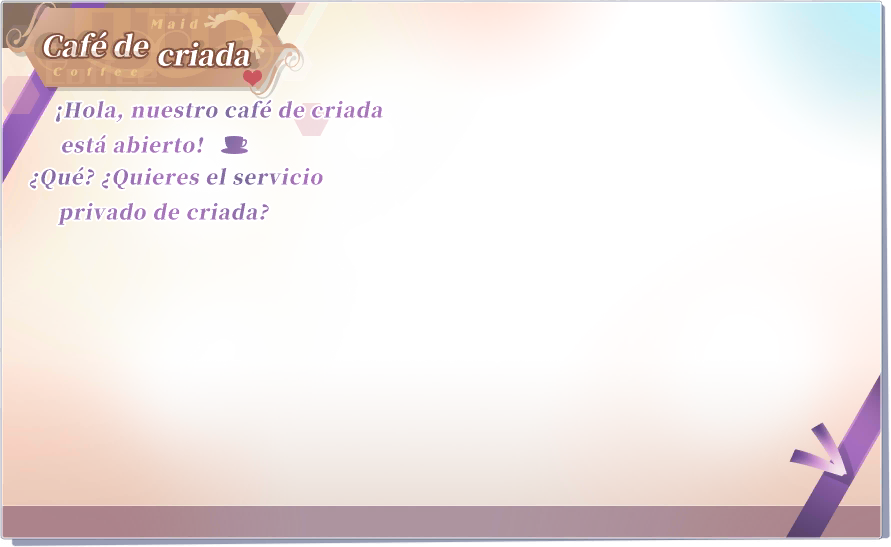 Maid
Café de criada
Coffee
¡Hola, nuestro café de criada
está abierto!
¿Qué? ¿Quieres el servicio
privado de criada?